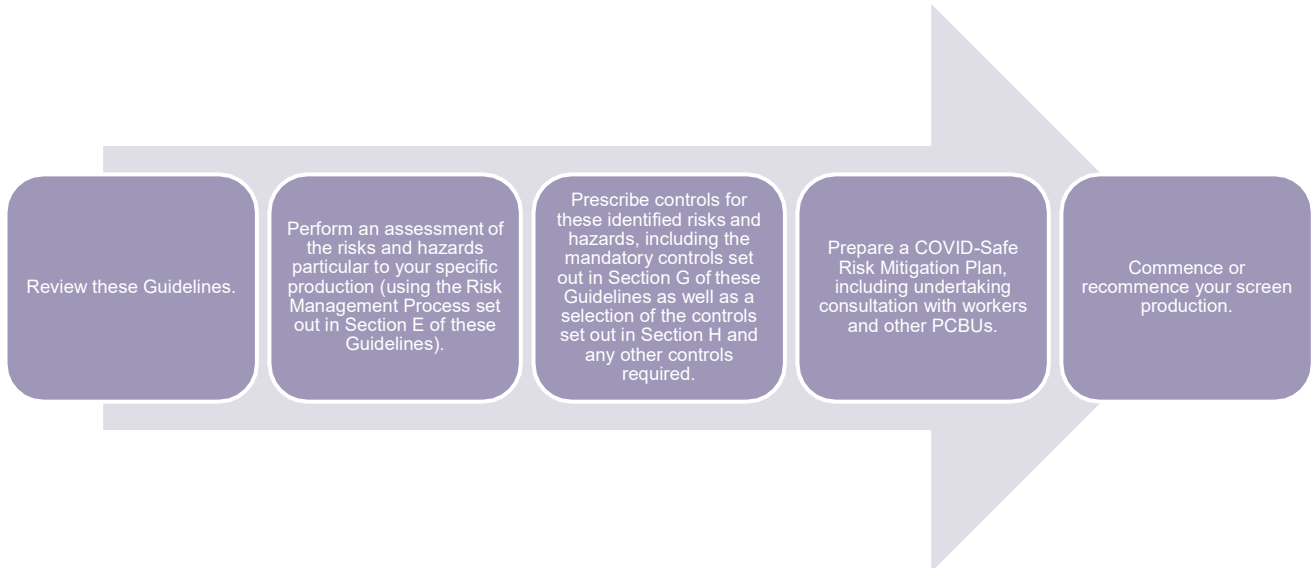 Review these Guidelines.
Perform an assessment of
the risks and hazards
particular to your specific
production (using the Risk
Management Process set
out in Section E of these
Guidelines).
Prescribe controls for
these identified risks and
hazards, including the
mandatory controls set
out in Section G of these
Guidelines as well as a
selection of the controls
set out in Section H and
any other controls
required.
Prepare a COVID-Safe
Risk Mitigation Plan,
including undertaking
consultation with workers
and other PCBUs.
Commence or
recommence your screen
production.